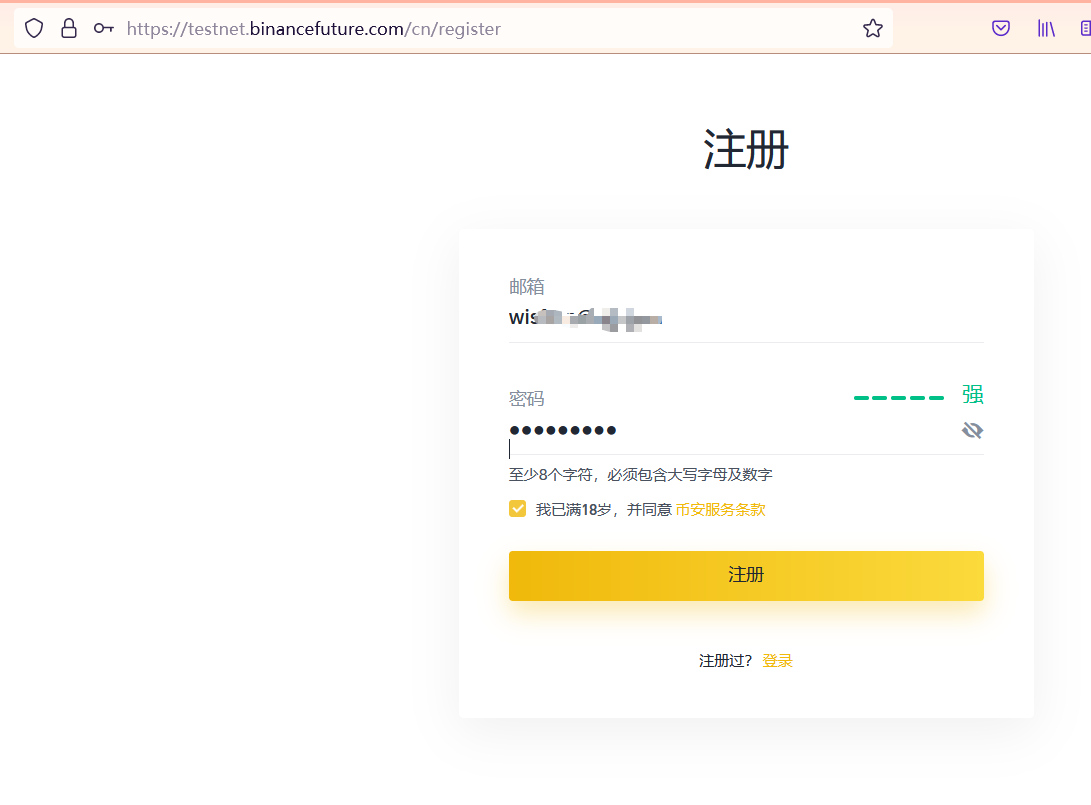 https://testnet.binancefuture.com/cn/register
注册
邮箱
密码
强
至少8个字符，必须包含大写字母及数字
我已满18岁，并同意 币安服务条款
注册
注册过？ 登录